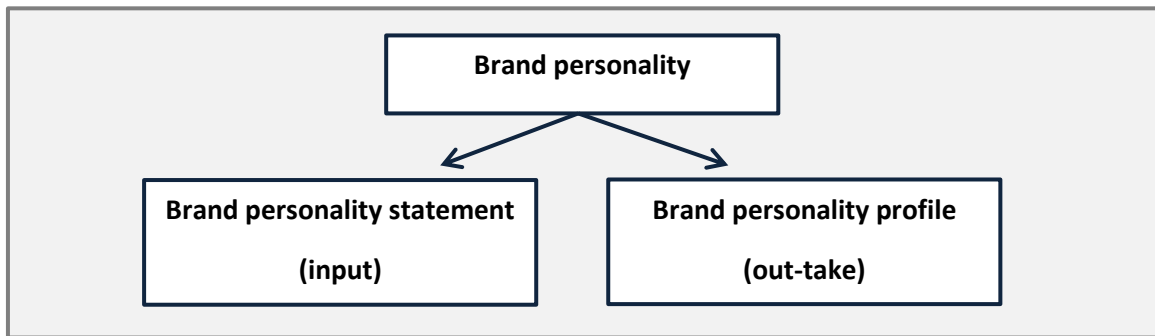 Brand personality
Brand personality statement
(input)
Brand personality profile
(out-take)